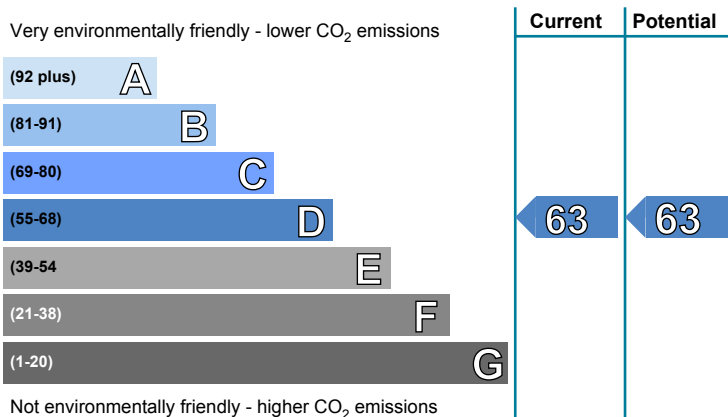 Current Potential
Very environmentally friendly - lower CO2 emissions
(92 plus) A
(81-91) B
(69-80) C
(55-68) D 63 63
(39-54 E
(21-38) F
(1-20) G
Not environmentally friendly - higher CO2 emissions